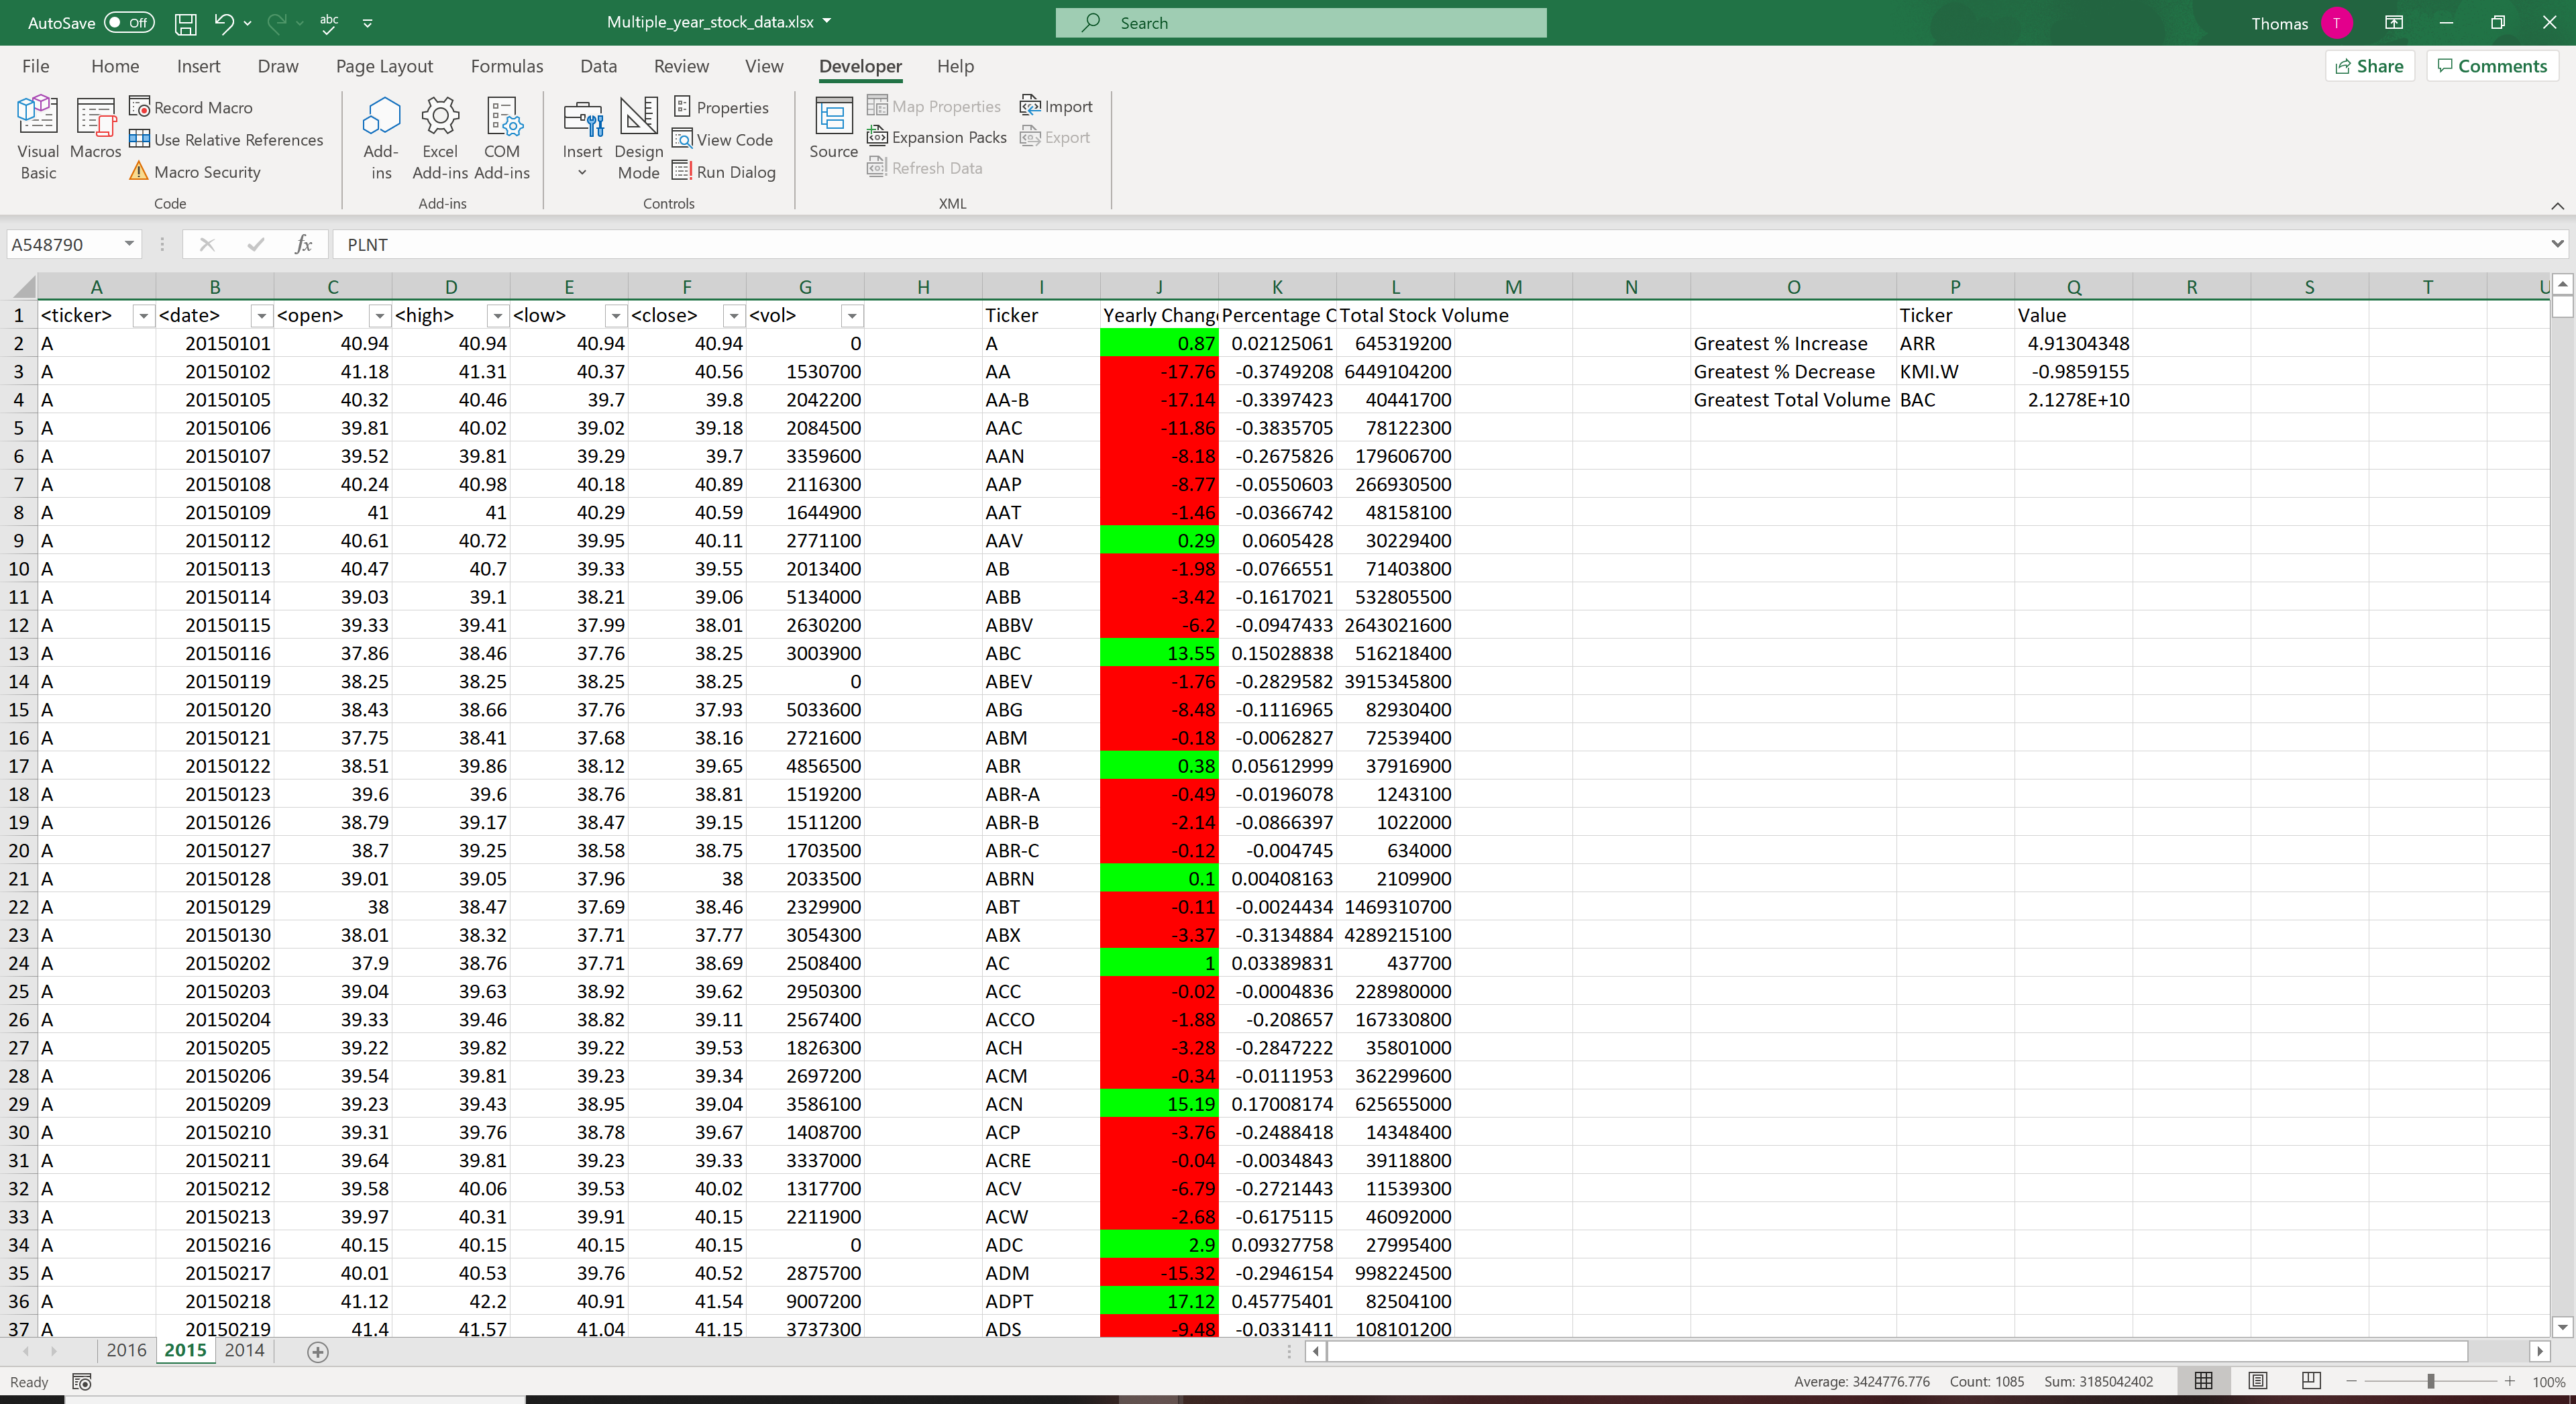 AutoSave Off abc Multiple_year_stock_data.xlsx Search Thomas T
File Home Insert Draw Page Layout Formulas Data Review View Developer Help Share Comments
Visual Basic Macros Record Macro Use Relative References Macro Security Code
Add-ins Excel Add-ins COM Add-ins Add-ins
Insert Design Mode Properties View Code Run Dialog Controls
Source Map Properties Expansion Packs Refresh Data Import Export XML
A548790 fx PLNT
A B C D E F G H I J K L M N O P Q R S T U
1 <ticker> <date> <open> <high> <low> <close> <vol> Ticker Yearly Chang Percentage C Total Stock Volume Ticker Value
2 A 20150101 40.94 40.94 40.94 40.94 0 A 0.87 0.02125061 645319200 Greatest % Increase ARR 4.91304348
3 A 20150102 41.18 41.31 40.37 40.56 1530700 AA -17.76 -0.3749208 6449104200 Greatest % Decrease KMI.W -0.9859155
4 A 20150105 40.32 40.46 39.7 39.8 2042200 AA-B -17.14 -0.3397423 40441700 Greatest Total Volume BAC 2.1278E+10
5 A 20150106 39.81 40.02 39.02 39.18 2084500 AAC -11.86 -0.3835705 78122300
6 A 20150107 39.52 39.81 39.29 39.7 3359600 AAN -8.18 -0.2675826 179606700
7 A 20150108 40.24 40.98 40.18 40.89 2116300 AAP -8.77 -0.0550603 266930500
8 A 20150109 41 41 40.29 40.59 1644900 AAT -1.46 -0.0366742 48158100
9 A 20150112 40.61 40.72 39.95 40.11 2771100 AAV 0.29 0.0605428 30229400
10 A 20150113 40.47 40.7 39.33 39.55 2013400 AB -1.98 -0.0766551 71403800
11 A 20150114 39.03 39.1 38.21 39.06 5134000 ABB -3.42 -0.1617021 532805500
12 A 20150115 39.33 39.41 37.99 38.01 2630200 ABBV -6.2 -0.0947433 2643021600
13 A 20150116 37.86 38.46 37.76 38.25 3003900 ABC 13.55 0.15028838 516218400
14 A 20150119 38.25 38.25 38.25 38.25 0 ABEV -1.76 -0.2829582 3915345800
15 A 20150120 38.43 38.66 37.76 37.93 5033600 ABG -8.48 -0.1116965 82930400
16 A 20150121 37.75 38.41 37.68 38.16 2721600 ABM -0.18 -0.0062827 72539400
17 A 20150122 38.51 39.86 38.12 39.65 4856500 ABR 0.38 0.05612999 37916900
18 A 20150123 39.6 39.6 38.76 38.81 1519200 ABR-A -0.49 -0.0196078 1243100
19 A 20150126 38.79 39.17 38.47 39.15 1511200 ABR-B -2.14 -0.0866397 1022000
20 A 20150127 38.7 39.25 38.58 38.75 1703500 ABR-C -0.12 -0.004745 634000
21 A 20150128 39.01 39.05 37.96 38 2033500 ABRN 0.1 0.00408163 2109900
22 A 20150129 38 38.47 37.69 38.46 2329900 ABT -0.11 -0.0024434 1469310700
23 A 20150130 38.01 38.32 37.71 37.77 3054300 ABX -3.37 -0.3134884 4289215100
24 A 20150202 37.9 38.76 37.71 38.69 2508400 AC 1 0.03389831 437700
25 A 20150203 39.04 39.63 38.92 39.62 2950300 ACC -0.02 -0.0004836 228980000
26 A 20150204 39.33 39.46 38.82 39.11 2567400 ACCO -1.88 -0.208657 167330800
27 A 20150205 39.22 39.82 39.22 39.53 1826300 ACH -3.28 -0.2847222 35801000
28 A 20150206 39.54 39.81 39.23 39.34 2697200 ACM -0.34 -0.0111953 362299600
29 A 20150209 39.23 39.43 38.95 39.04 3586100 ACN 15.19 0.17008174 625655000
30 A 20150210 39.31 39.76 38.78 39.67 1408700 ACP -3.76 -0.2488418 14348400
31 A 20150211 39.64 39.81 39.23 39.33 3337000 ACRE -0.04 -0.0034843 39118800
32 A 20150212 39.58 40.06 39.53 40.02 1317700 ACV -6.79 -0.2721443 11539300
33 A 20150213 39.97 40.31 39.91 40.15 2211900 ACW -2.68 -0.6175115 46092000
34 A 20150216 40.15 40.15 40.15 40.15 0 ADC 2.9 0.09327758 27995400
35 A 20150217 40.01 40.53 39.76 40.52 2875700 ADM -15.32 -0.2946154 998224500
36 A 20150218 41.12 42.2 40.91 41.54 9007200 ADPT 17.12 0.45775401 82504100
37 A 20150219 41.4 41.57 41.04 41.15 3737300 ADS -9.48 -0.0331411 108101200
2016 2015 2014
Ready Average: 3424776.776 Count: 1085 Sum: 3185042402 100%